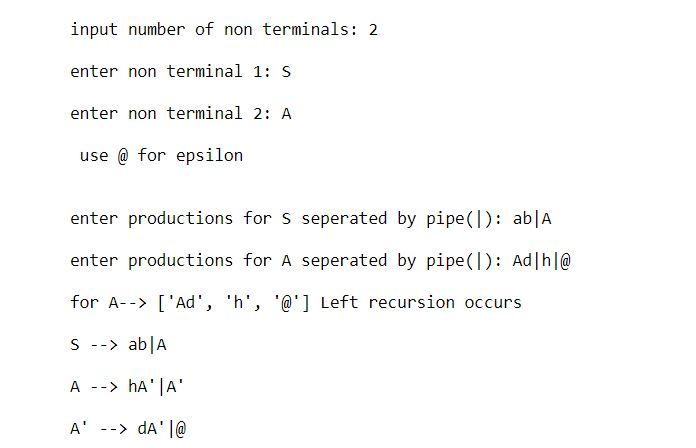 input number of non terminals: 2
enter non terminal 1: S
enter non terminal 2: A
use @ for epsilon
enter productions for S seperated by pipe(|): ab|A
enter productions for A seperated by pipe(|): Ad|h|@
for A--> ['Ad', 'h', '@'] Left recursion occurs
S --> ab|A
A --> hA'|A'
A' --> dA'|@